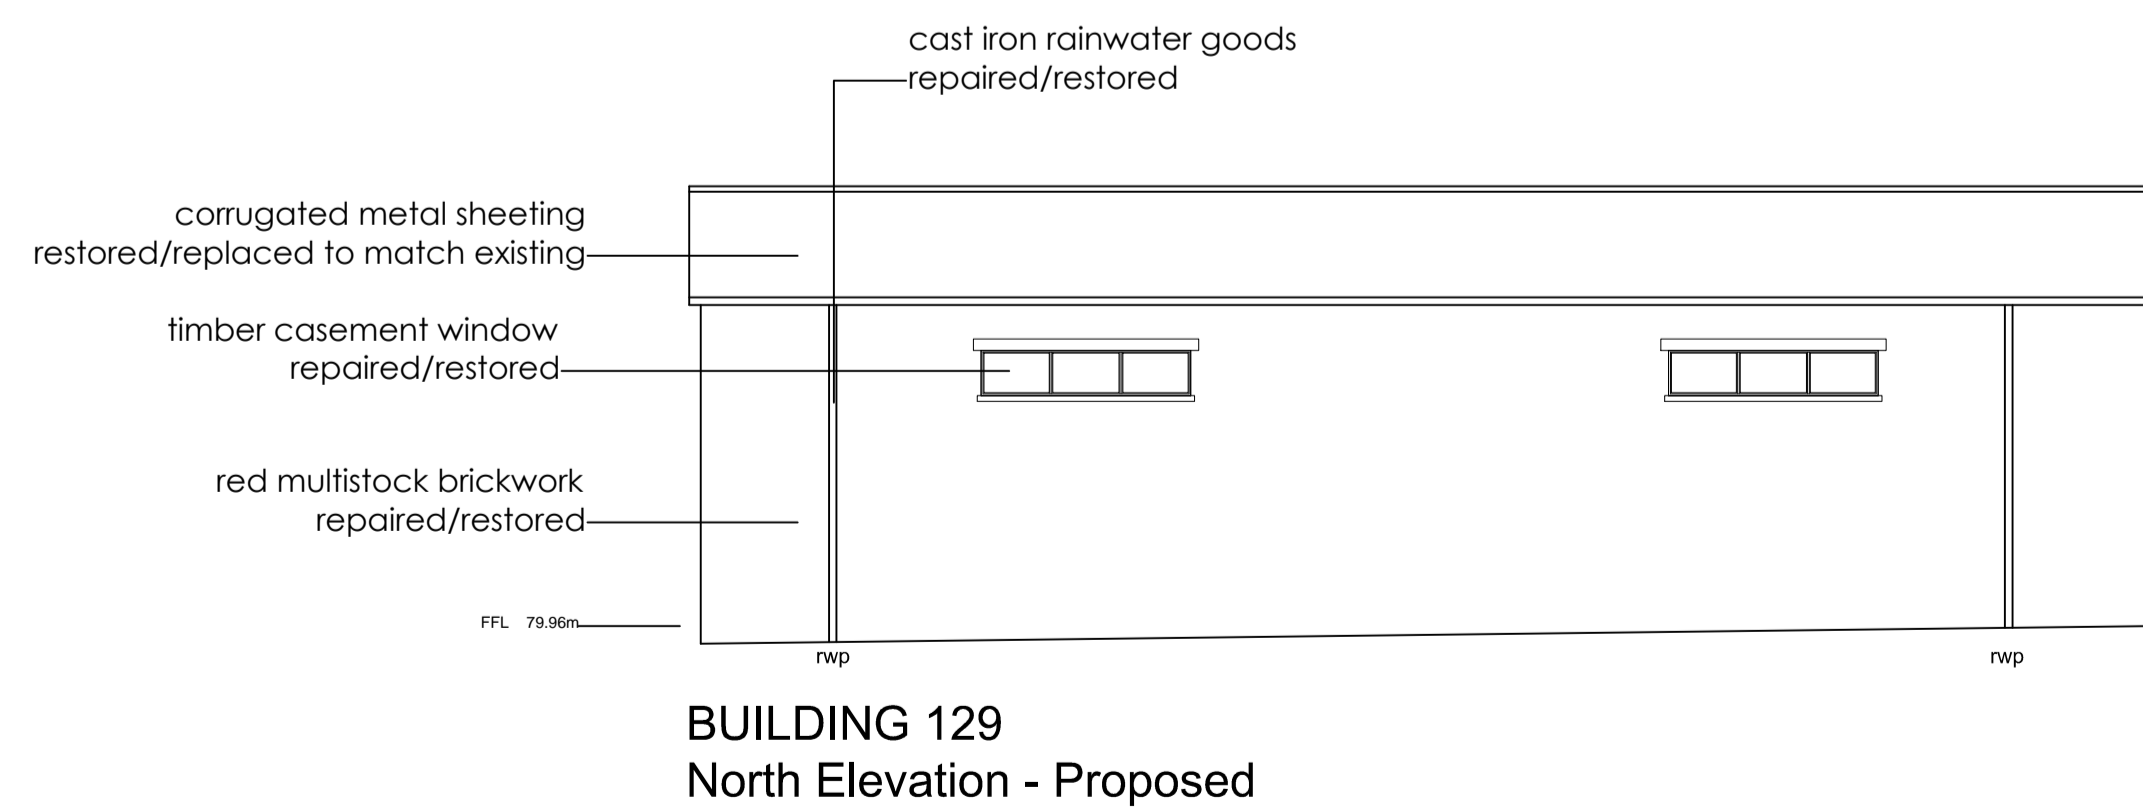 cast iron rainwater goods
repaired/restored
corrugated metal sheeting
restored/replaced to match existing
timber casement window
repaired/restored
red multistock brickwork
repaired/restored
FFL 79.96m
rwp
rwp
BUILDING 129
North Elevation - Proposed